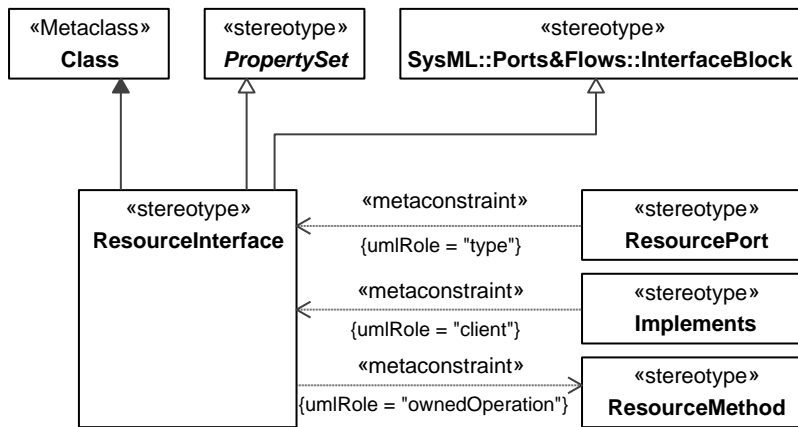 «Metaclass»
Class
«stereotype»
PropertySet
«stereotype»
SysML::Ports&Flows::InterfaceBlock
«stereotype»
ResourceInterface
«metaconstraint»
{umlRole = "type"}
«stereotype»
ResourcePort
«metaconstraint»
{umlRole = "client"}
«stereotype»
Implements
«metaconstraint»
{umlRole = "ownedOperation"}
«stereotype»
ResourceMethod